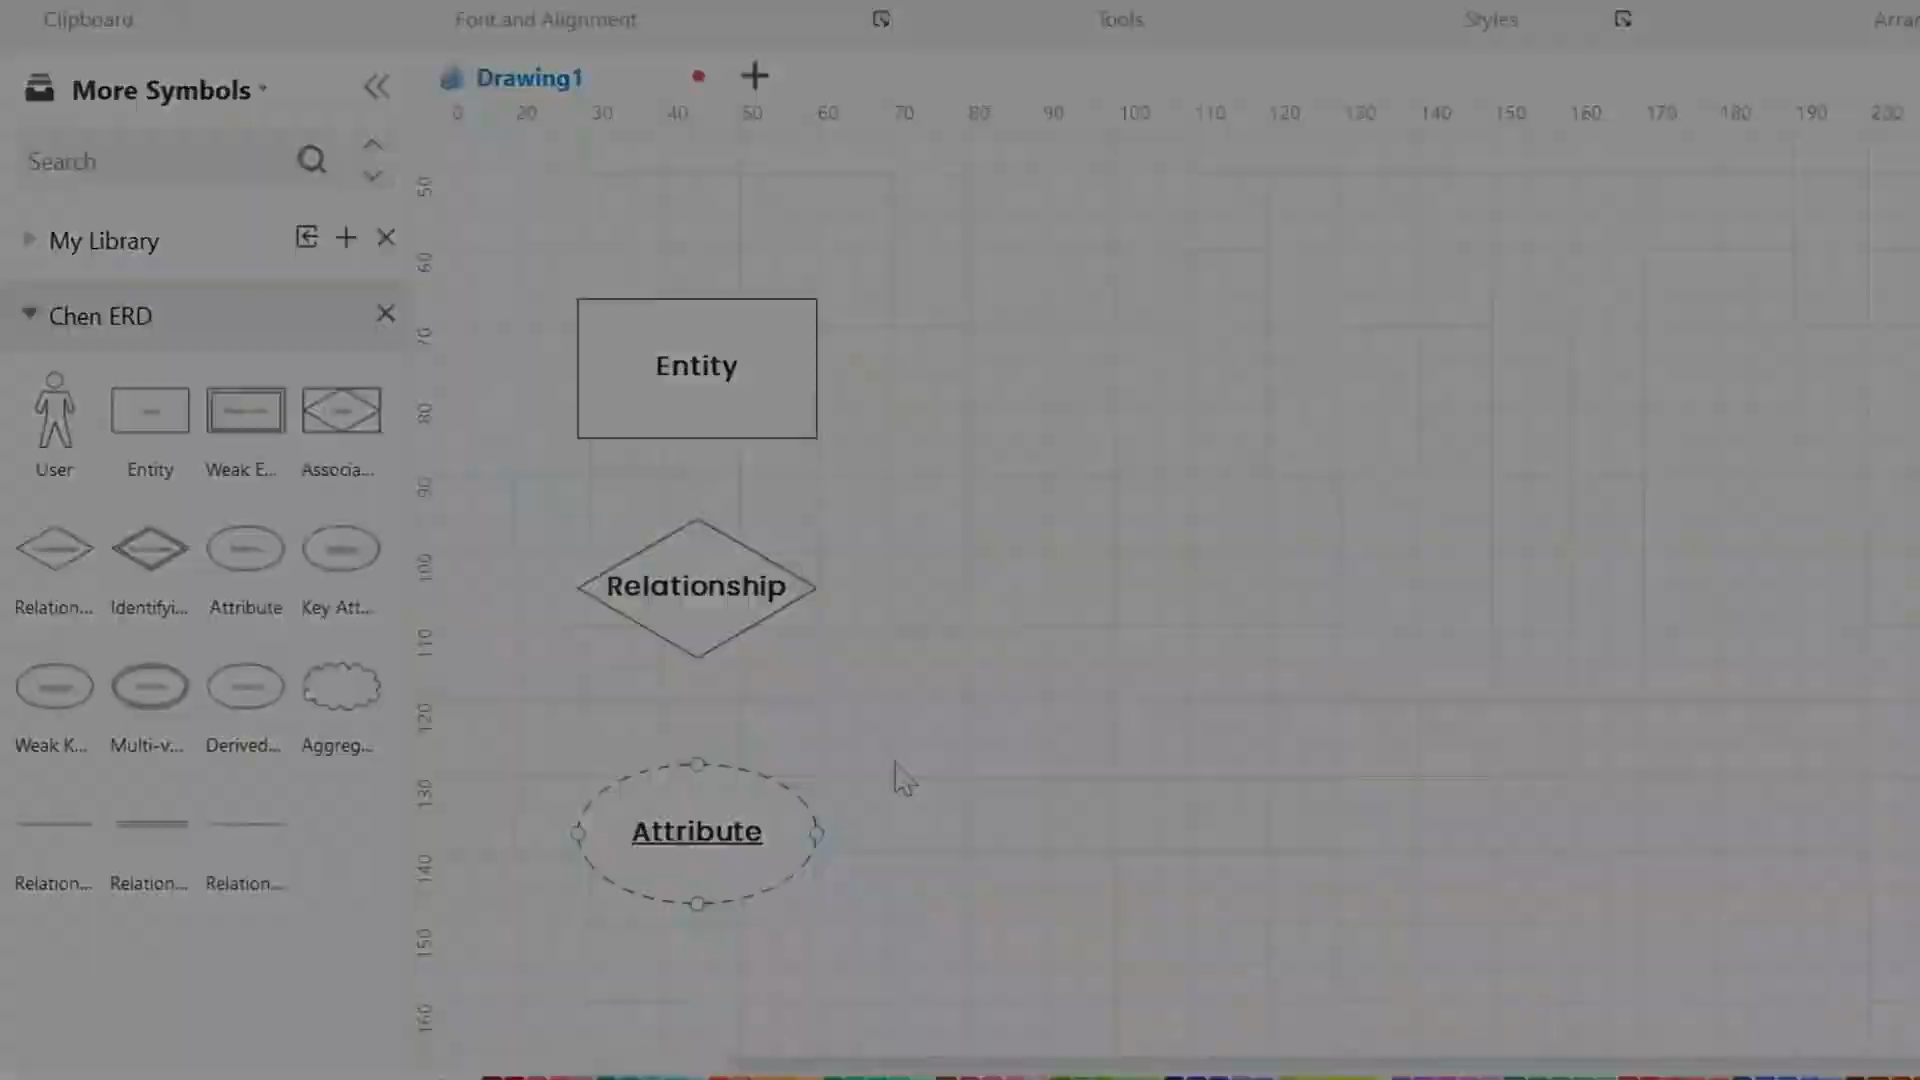 Clipboard
Font and Alignment
Tools
Styles
Arran
More Symbols
Drawing1
0 20 30 40 50 60 70 80 90 100 110 120 130 140 150 160 170 180 190 200
Search
50
60
70
80
90
100
110
120
130
140
150
160
My Library
Chen ERD
User Entity Weak E... Associa...
Relation... Identifyi... Attribute Key Att...
Weak K... Multi-v... Derived... Aggreg...
Relation... Relation... Relation...
Entity
Relationship
Attribute